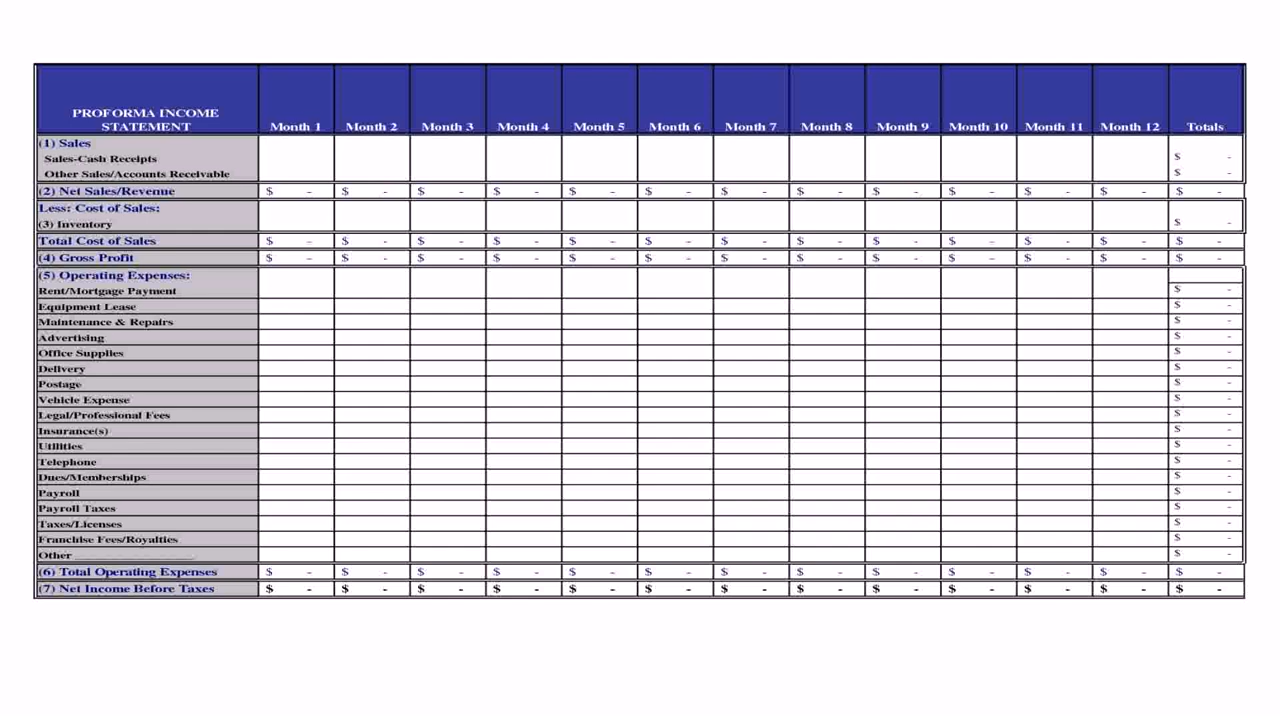 PROFORMA INCOME
STATEMENT Month 1 Month 2 Month 3 Month 4 Month 5 Month 6 Month 7 Month 8 Month 9 Month 10 Month 11 Month 12 Totals
(1) Sales
Sales-Cash Receipts $ -
Other Sales/Accounts Receivable $ -
(2) Net Sales/Revenue $ - $ - $ - $ - $ - $ - $ - $ - $ - $ - $ - $ - $ -
Less: Cost of Sales:
(3) Inventory $ -
Total Cost of Sales $ - $ - $ - $ - $ - $ - $ - $ - $ - $ - $ - $ - $ -
(4) Gross Profit $ - $ - $ - $ - $ - $ - $ - $ - $ - $ - $ - $ - $ -
(5) Operating Expenses:
Rent/Mortgage Payment $ -
Equipment Lease $ -
Maintenance & Repairs $ -
Advertising $ -
Office Supplies $ -
Delivery $ -
Postage $ -
Vehicle Expense $ -
Legal/Professional Fees $ -
Insurance(s) $ -
Utilities $ -
Telephone $ -
Dues/Memberships $ -
Payroll $ -
Payroll Taxes $ -
Taxes/Licenses $ -
Franchise Fees/Royalties $ -
Other ___________________ $ -
(6) Total Operating Expenses $ - $ - $ - $ - $ - $ - $ - $ - $ - $ - $ - $ - $ -
(7) Net Income Before Taxes $ - $ - $ - $ - $ - $ - $ - $ - $ - $ - $ - $ - $ -